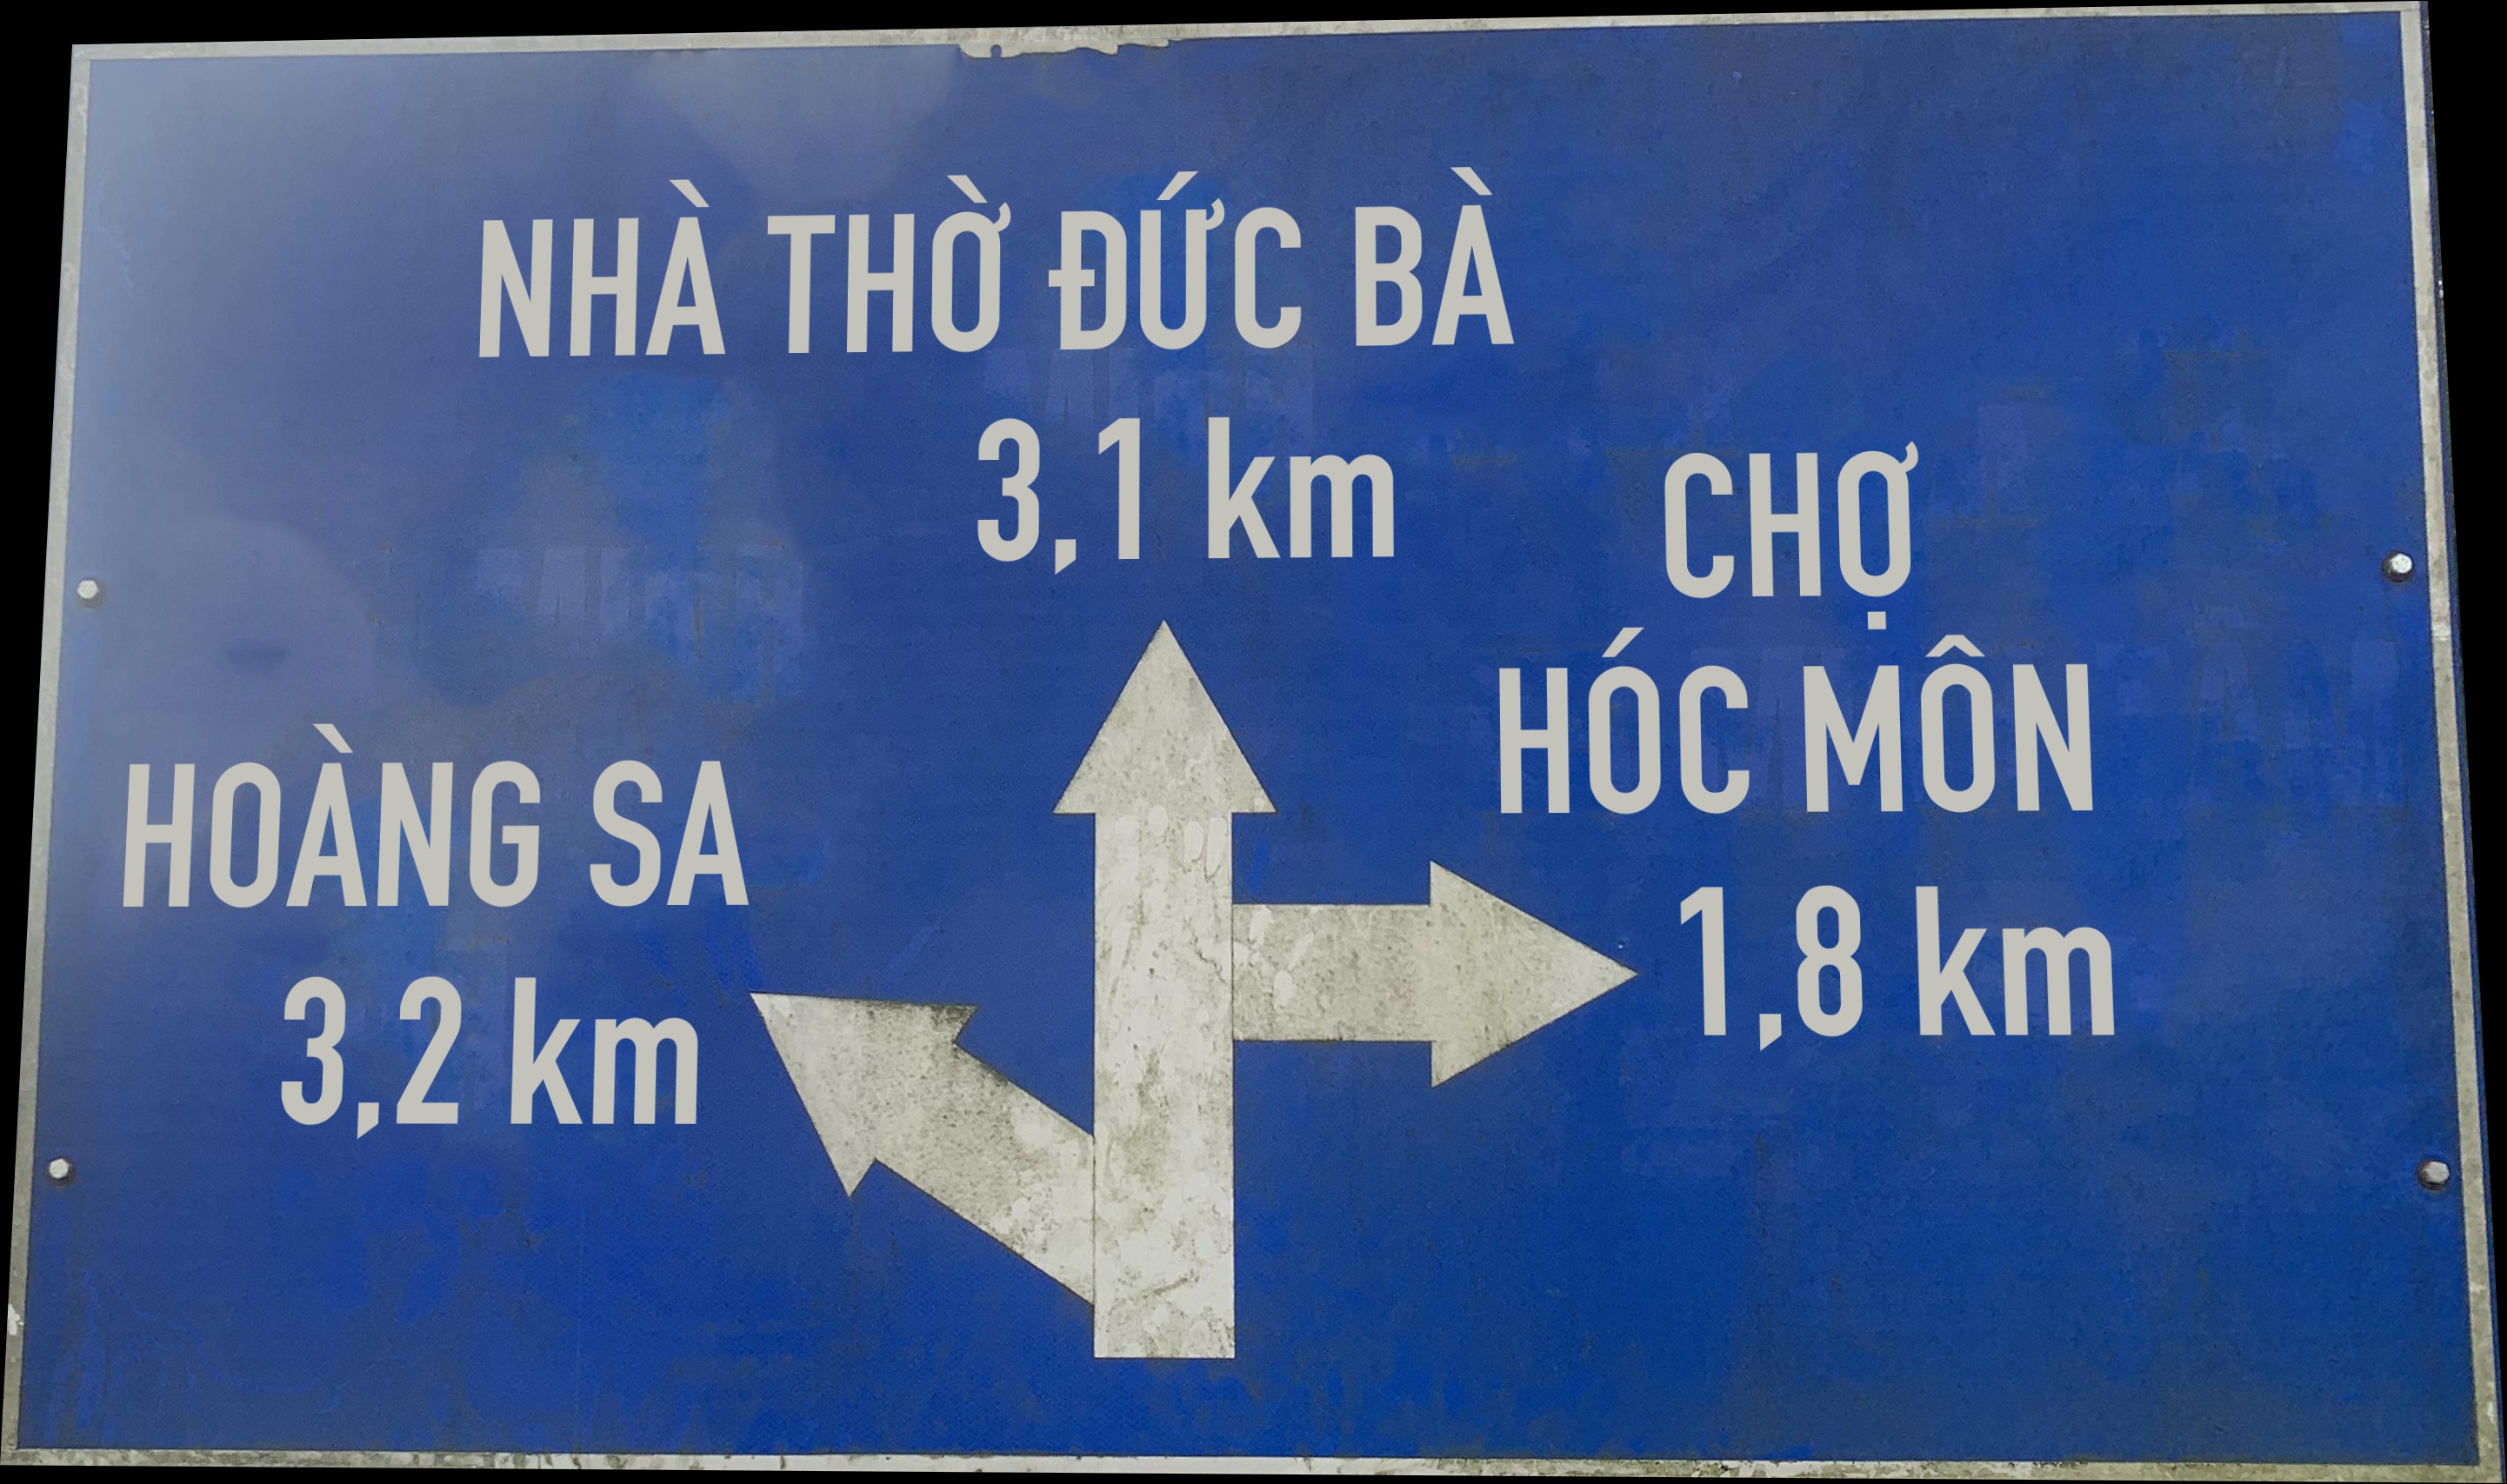 NHÀ THỜ ĐỨC BÀ
3,1 km
CHỢ
HÓC MÔN
1,8 km
HOÀNG SA
3,2 km